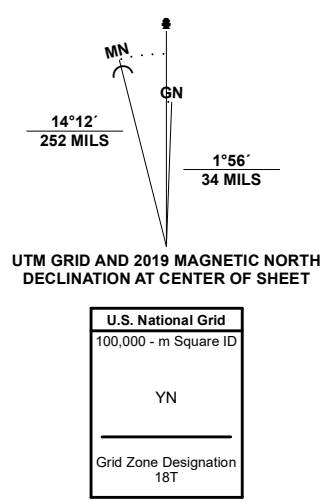 MN
GN
14°12´
252 MILS
1°56´
34 MILS
UTM GRID AND 2019 MAGNETIC NORTH
DECLINATION AT CENTER OF SHEET
U.S. National Grid
100,000 - m Square ID
YN
Grid Zone Designation
18T